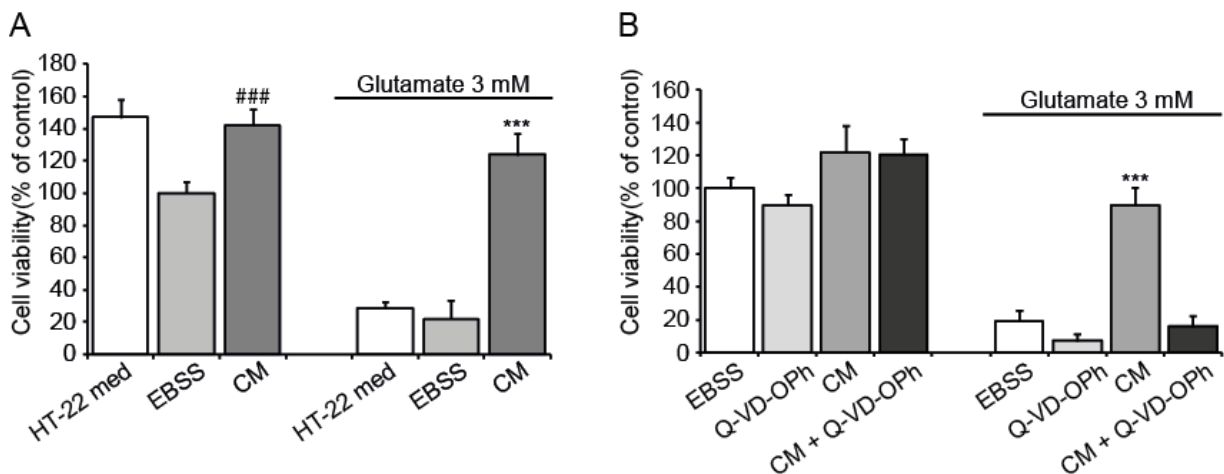 A
Cell viability(% of control)
180
160
140
120
100
80
60
40
20
0
###
Glutamate 3 mM
***
HT-22 med
EBSS
CM
HT-22 med
EBSS
CM
B
Cell viability(% of control)
160
140
120
100
80
60
40
20
0
Glutamate 3 mM
***
EBSS
Q-VD-OPh
CM
CM + Q-VD-OPh
EBSS
Q-VD-OPh
CM
CM + Q-VD-OPh